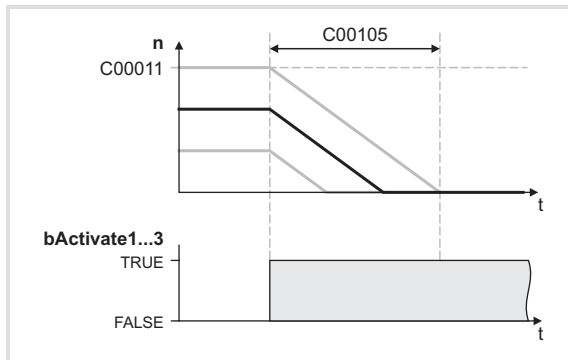 C00105
n
C00011
t
bActivate1...3
TRUE
FALSE
t